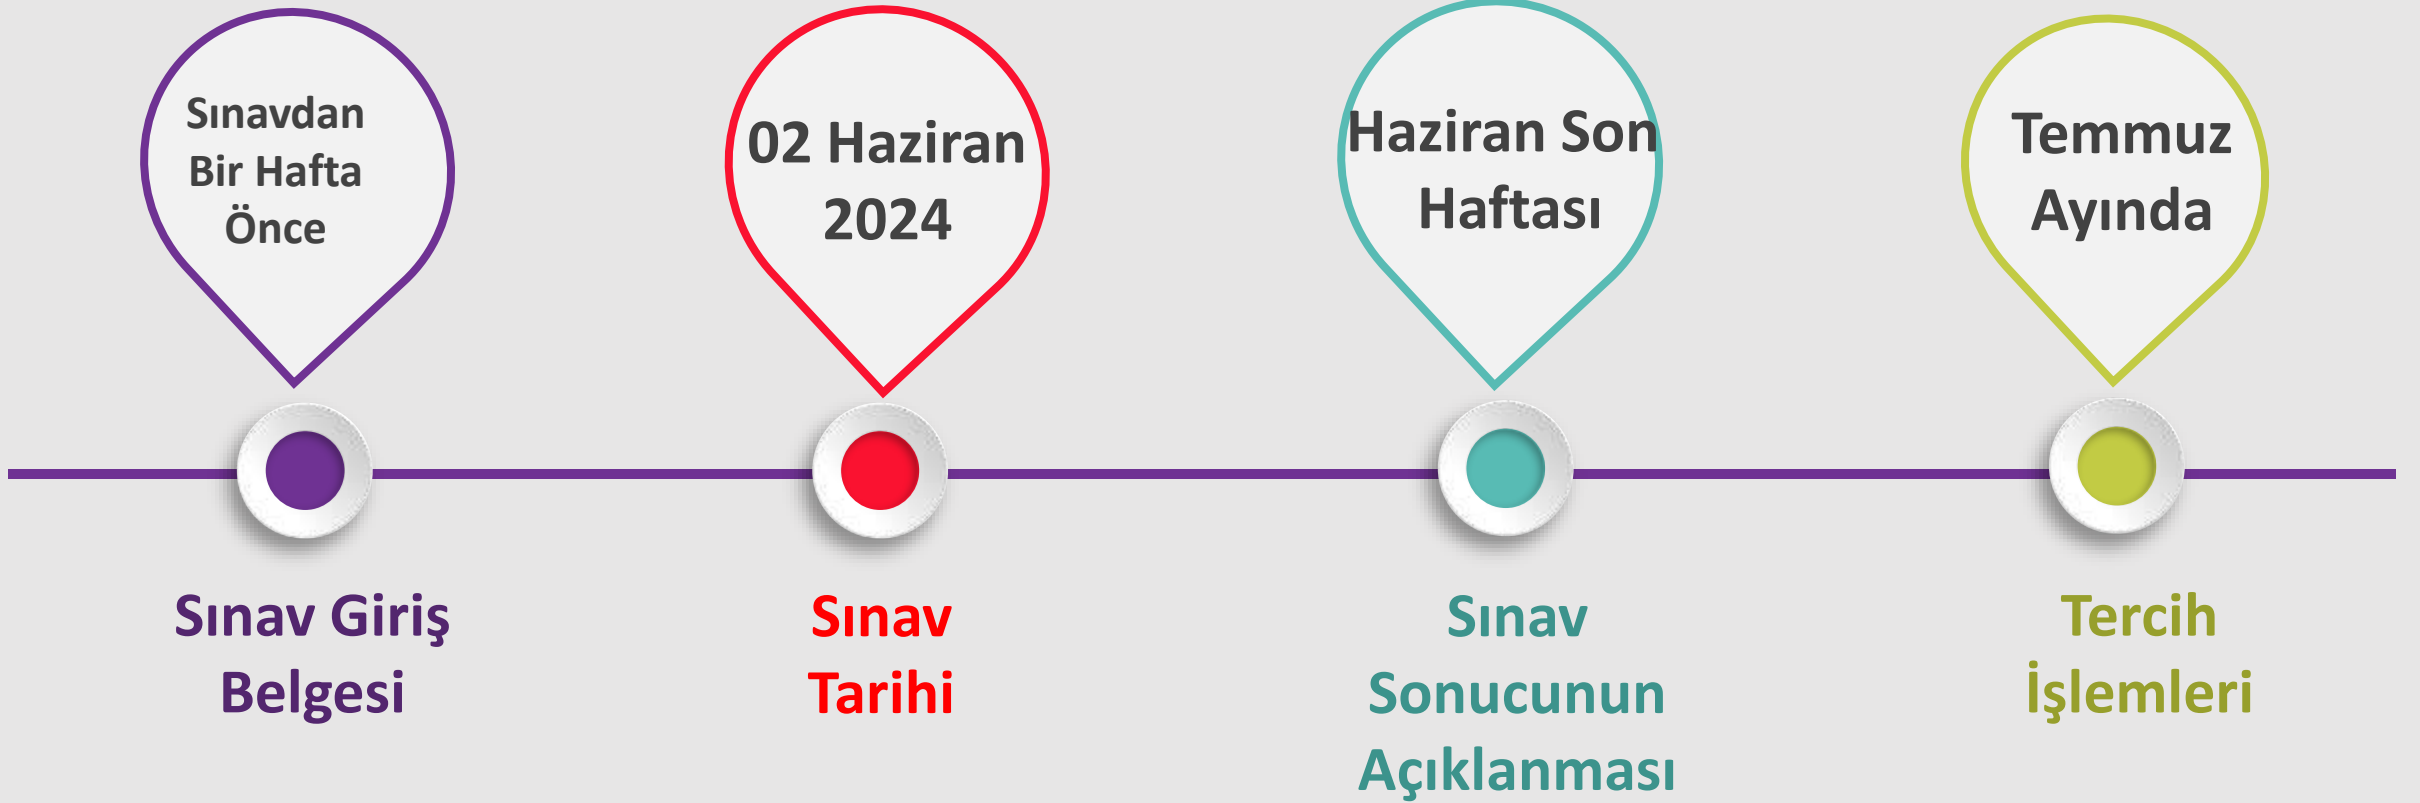 Sınavdan
Bir Hafta
Önce
02 Haziran
2024
Haziran Son
Haftası
Temmuz
Ayında
Sınav Giriş
Belgesi
Sınav
Tarihi
Sınav
Sonucunun
Açıklanması
Tercih
İşlemleri